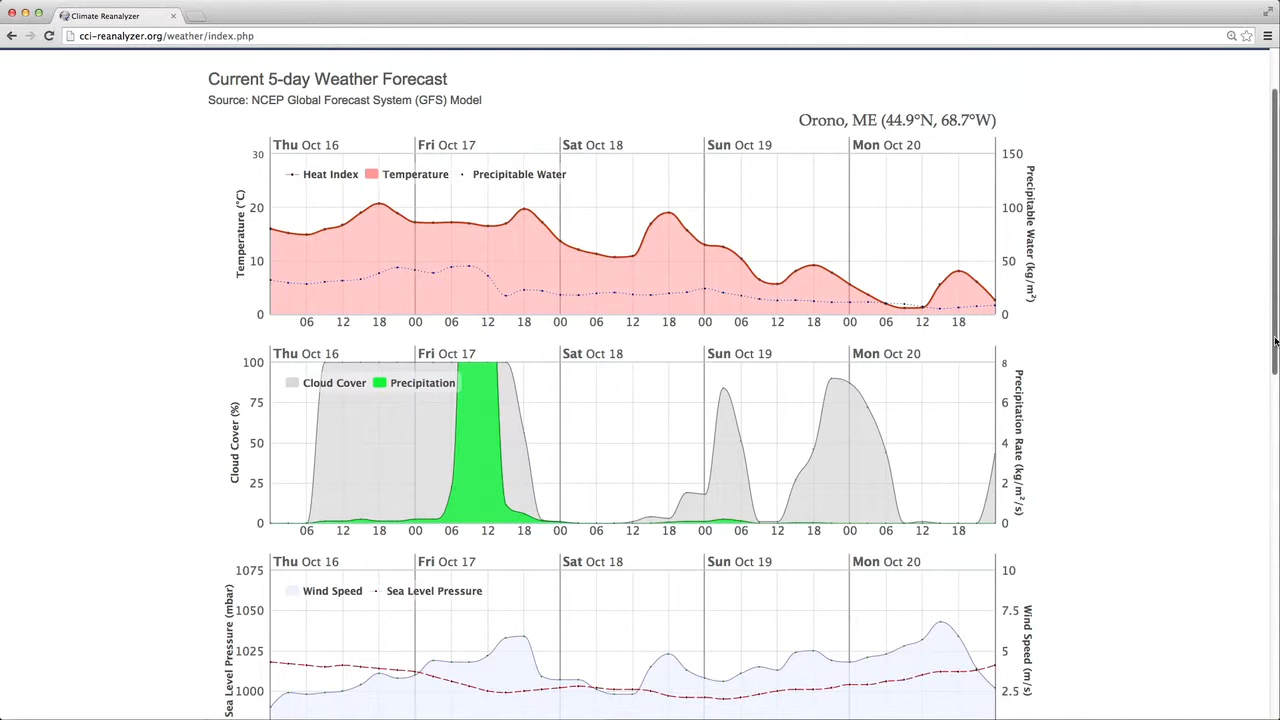 Climate Reanalyzer
cci-reanalyzer.org/weather/index.php
Current 5-day Weather Forecast
Source: NCEP Global Forecast System (GFS) Model
Orono, ME (44.9°N, 68.7°W)
Thu Oct 16 Fri Oct 17 Sat Oct 18 Sun Oct 19 Mon Oct 20
30 150
Heat Index Temperature Precipitable Water
20 100
10 50
0 0
Temperature (°C)
Precipitable Water (kg/m²)
06 12 18 00 06 12 18 00 06 12 18 00 06 12 18 00 06 12 18
Thu Oct 16 Fri Oct 17 Sat Oct 18 Sun Oct 19 Mon Oct 20
100 8
Cloud Cover Precipitation
75 6
50 4
25 2
0 0
Cloud Cover (%)
Precipitation Rate (kg/m²/s)
06 12 18 00 06 12 18 00 06 12 18 00 06 12 18 00 06 12 18
Thu Oct 16 Fri Oct 17 Sat Oct 18 Sun Oct 19 Mon Oct 20
1075 10
Wind Speed Sea Level Pressure
1050 7.5
1025 5
1000 2.5
Sea Level Pressure (mbar)
Wind Speed (m/s)